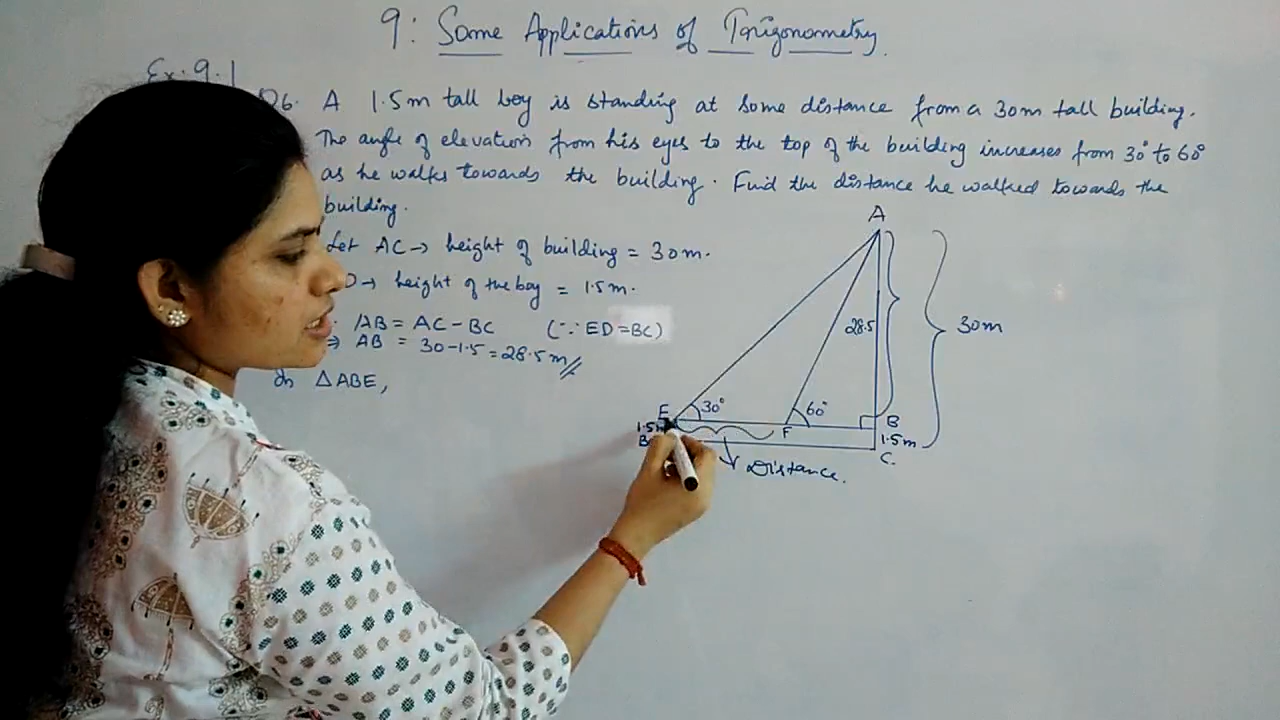 9: Some Applications of Trigonometry.
Ex: 9.1
Q6. A 1.5m tall boy is standing at some distance from a 30m tall building.
The angle of elevation from his eyes to the top of the building increases from 30° to 60°
as he walks towards the building. Find the distance he walked towards the
building.
Let AC → height of building = 30m.
D → height of the boy = 1.5m.
AB = AC - BC (∵ ED = BC)
⇒ AB = 30 - 1.5 = 28.5m//
In △ABE,
A
28.5
30m
E 30° F 60° B
1.5m
1.5m
C.
Distance.